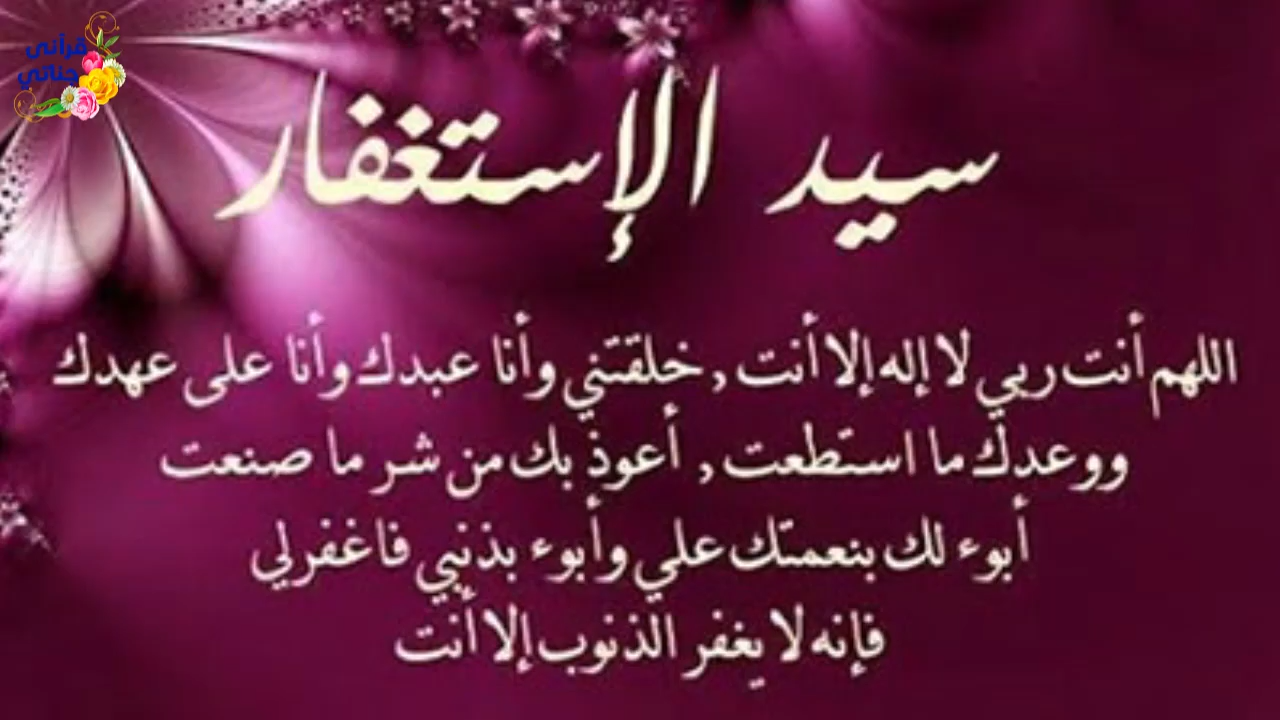 قرآني
جناتي
سيد الإستغفار
اللهم أنت ربي لا إله إلا أنت , خلقتني وأنا عبدك وأنا على عهدك
ووعدك ما استطعت , أعوذ بك من شر ما صنعت
أبوء لك بنعمتك علي وأبوء بذنبي فاغفرلي
فإنه لا يغفر الذنوب إلا أنت